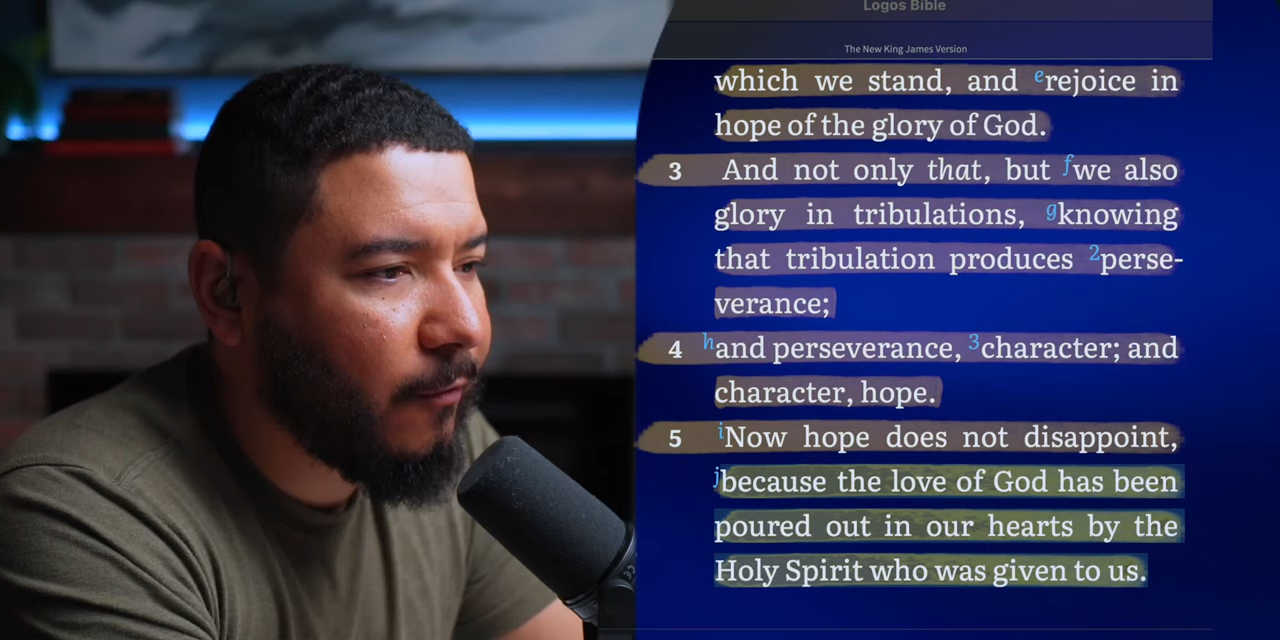 Logos Bible
The New King James Version
which we stand, and erejoice in
hope of the glory of God.
3 And not only that, but fwe also
glory in tribulations, gknowing
that tribulation produces 2perse-
verance;
4 hand perseverance, 3character; and
character, hope.
5 iNow hope does not disappoint,
jbecause the love of God has been
poured out in our hearts by the
Holy Spirit who was given to us.